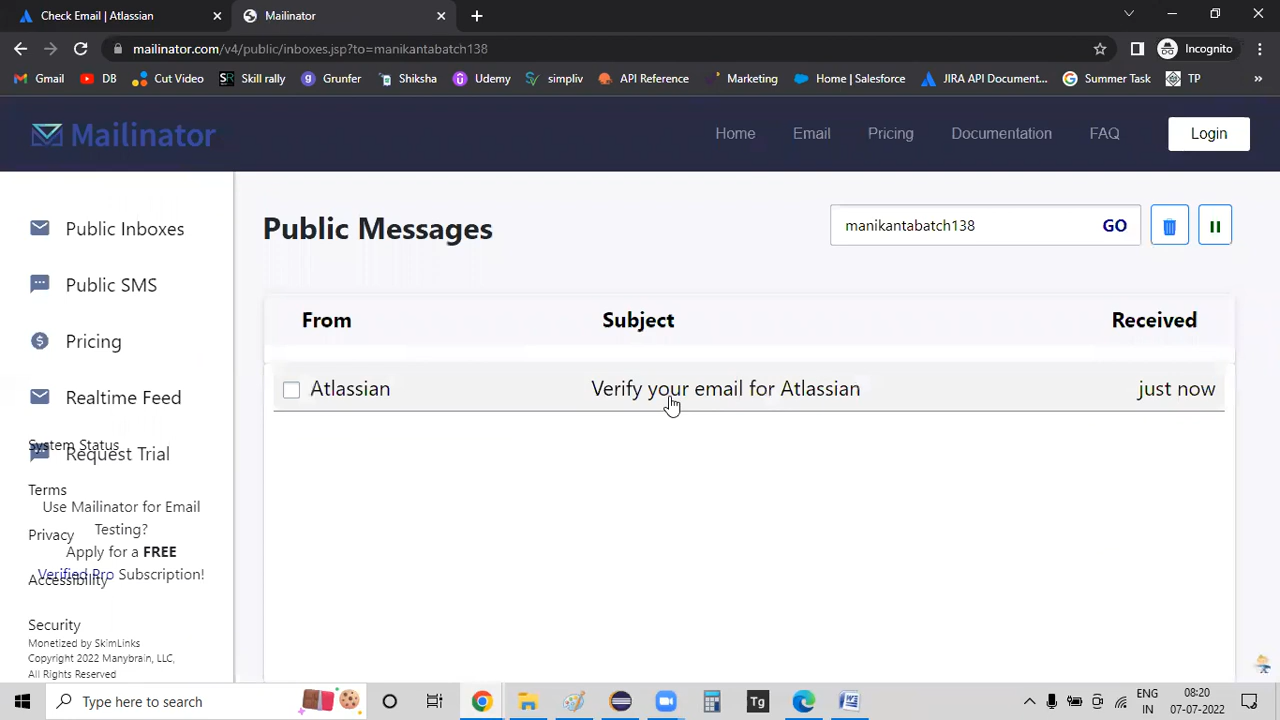 Check Email | Atlassian
Mailinator
mailinator.com/v4/public/inboxes.jsp?to=manikantabatch138
Incognito
Gmail
DB
Cut Video
SR Skill rally
g Grunfer
Shiksha
Udemy
simpliv
API Reference
Marketing
Home | Salesforce
JIRA API Document...
Summer Task
TP
Mailinator
Home
Email
Pricing
Documentation
FAQ
Login
Public Inboxes
Public SMS
Pricing
Realtime Feed
System Status
Request Trial
Terms
Use Mailinator for Email
Testing?
Privacy
Apply for a FREE
Verified Pro Subscription!
Accessibility
Security
Monetized by SkimLinks
Copyright 2022 Manybrain, LLC,
All Rights Reserved
Public Messages
manikantabatch138
GO
From Subject Received
Atlassian Verify your email for Atlassian just now
Type here to search
Tg
ENG
IN
08:20
07-07-2022